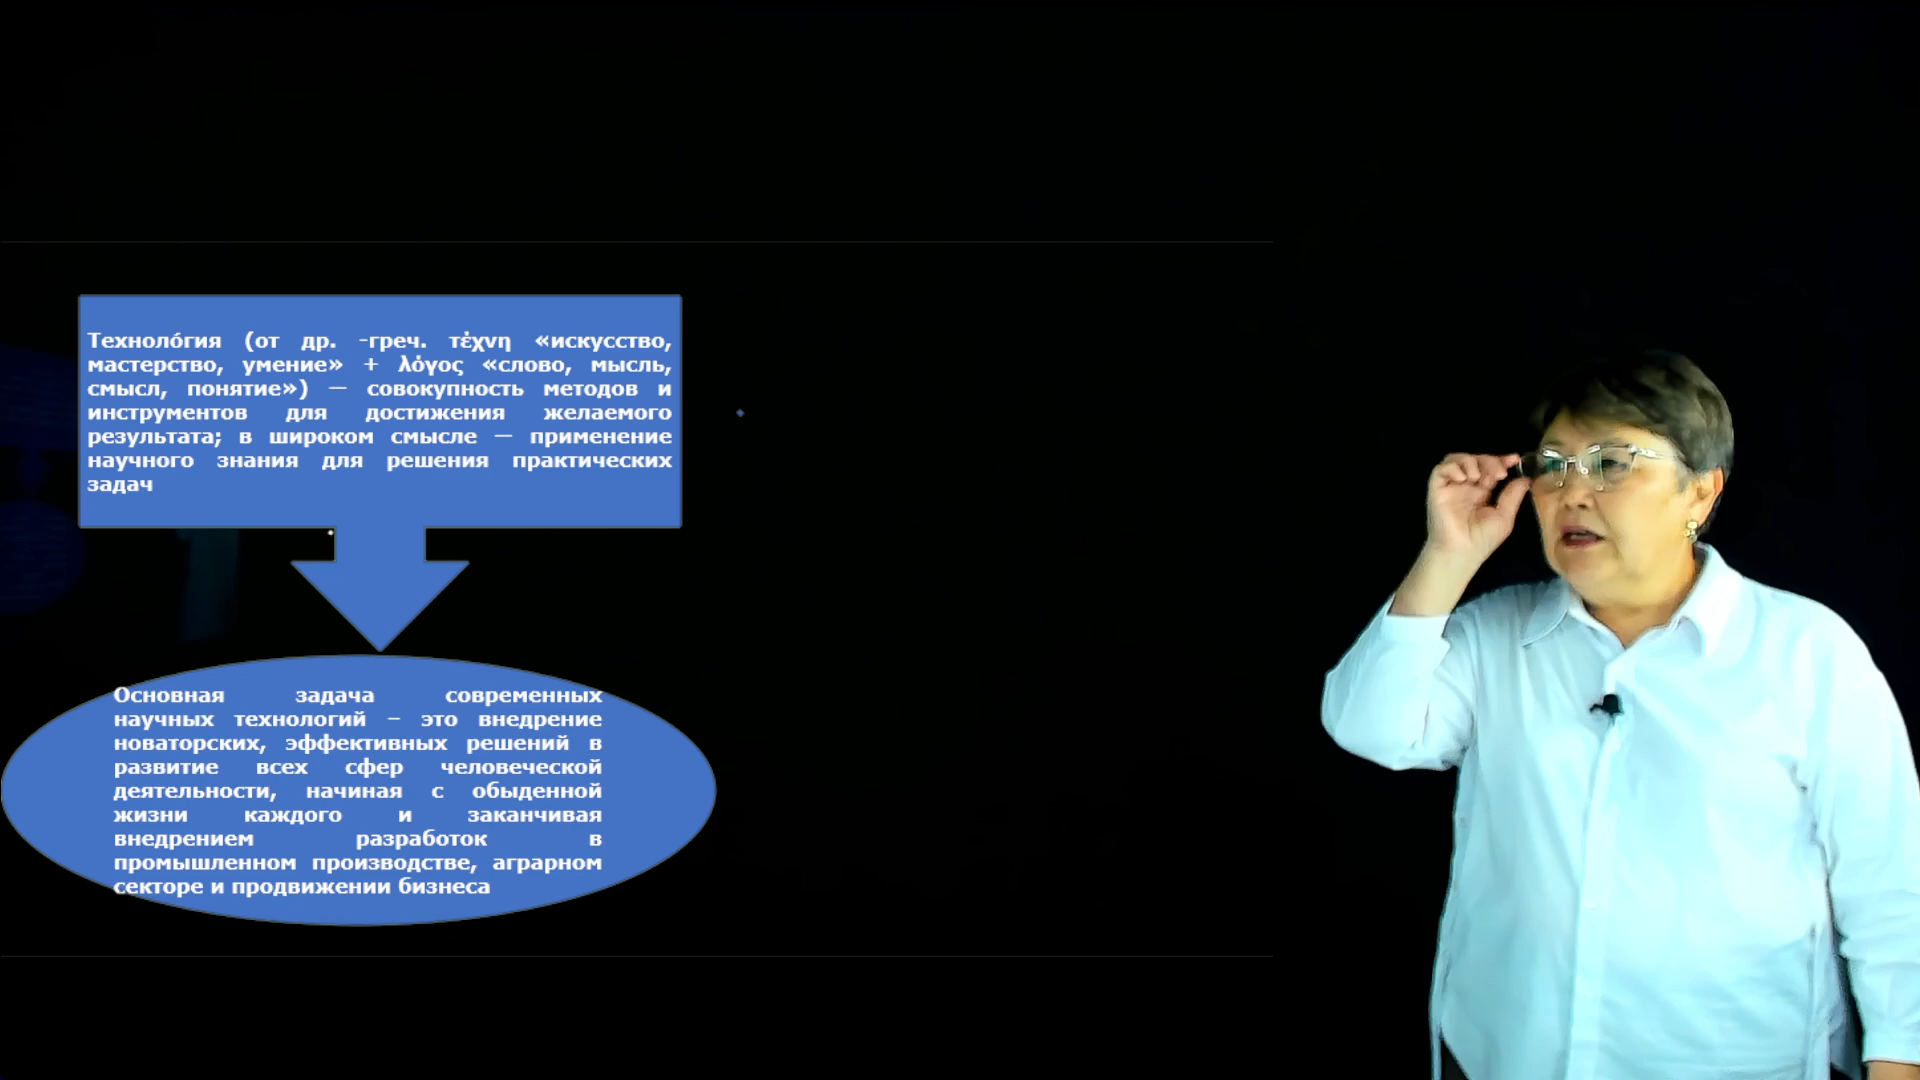 Техноло́гия (от др. -греч. τέχνη «искусство,
мастерство, умение» + λόγος «слово, мысль,
смысл, понятие») — совокупность методов и
инструментов для достижения желаемого
результата; в широком смысле — применение
научного знания для решения практических
задач
Основная задача современных
научных технологий – это внедрение
новаторских, эффективных решений в
развитие всех сфер человеческой
деятельности, начиная с обыденной
жизни каждого и заканчивая
внедрением разработок в
промышленном производстве, аграрном
секторе и продвижении бизнеса